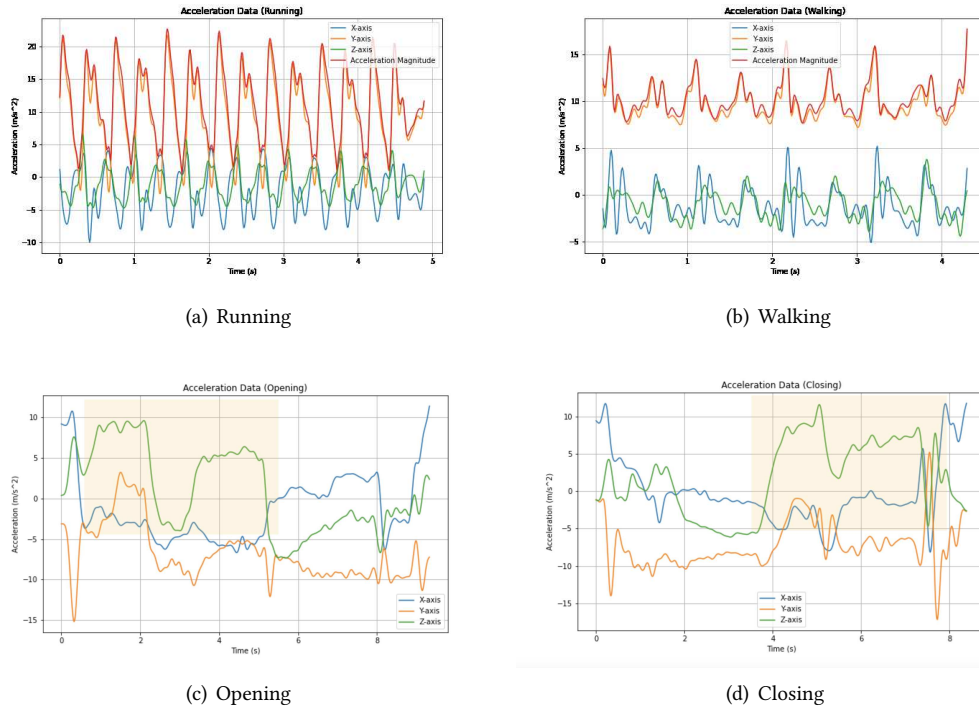 Acceleration Data (Running)
Acceleration (m/s^2)
20
15
10
5
0
−5
−10
X-axis
Y-axis
Z-axis
Acceleration Magnitude
0
1
2
3
4
5
Time (s)
(a) Running
Acceleration Data (Walking)
Acceleration (m/s^2)
15
10
5
0
−5
X-axis
Y-axis
Z-axis
Acceleration Magnitude
0
1
2
3
4
Time (s)
(b) Walking
Acceleration Data (Opening)
Acceleration (m/s^2)
10
5
0
−5
−10
−15
X-axis
Y-axis
Z-axis
0
2
4
6
8
Time (s)
(c) Opening
Acceleration Data (Closing)
Acceleration (m/s^2)
10
5
0
−5
−10
−15
X-axis
Y-axis
Z-axis
0
2
4
6
8
Time (s)
(d) Closing